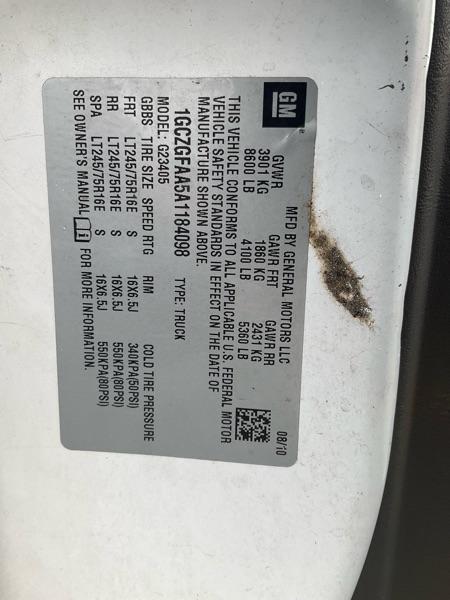 GM
®
MFD BY GENERAL MOTORS LLC 08/10
GVWR GAWR FRT GAWR RR
3901 KG 1860 KG 2431 KG
8600 LB 4100 LB 5360 LB
THIS VEHICLE CONFORMS TO ALL APPLICABLE U.S. FEDERAL MOTOR
VEHICLE SAFETY STANDARDS IN EFFECT ON THE DATE OF
MANUFACTURE SHOWN ABOVE.
1GCZGFAA5A1184098 TYPE: TRUCK
MODEL: G23405
GBBS TIRE SIZE SPEED RTG RIM COLD TIRE PRESSURE
FRT LT245/75R16E S 16X6.5J 340KPA(50PSI)
RR LT245/75R16E S 16X6.5J 550KPA(80PSI)
SPA LT245/75R16E S 16X6.5J 550KPA(80PSI)
SEE OWNER'S MANUAL FOR MORE INFORMATION.